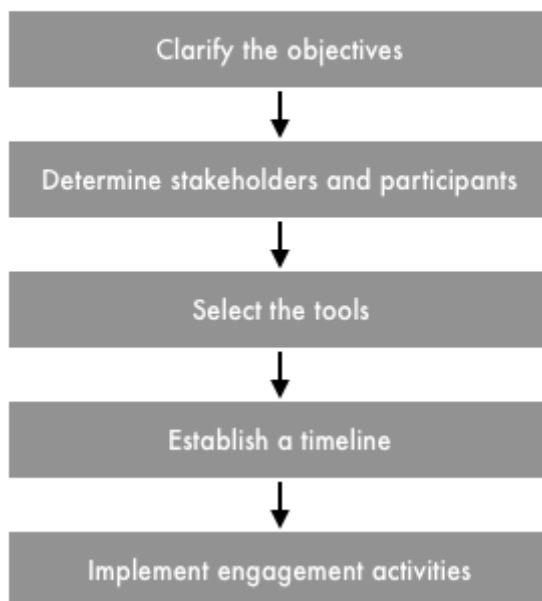 Clarify the objectives
Determine stakeholders and participants
Select the tools
Establish a timeline
Implement engagement activities